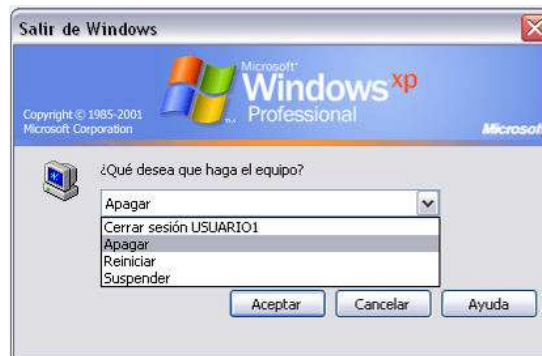 Salir de Windows
Microsoft
Windows xp
Professional
Copyright © 1985-2001
Microsoft Corporation
Microsoft
¿Qué desea que haga el equipo?
Apagar
Cerrar sesión USUARIO1
Apagar
Reiniciar
Suspender
Aceptar Cancelar Ayuda